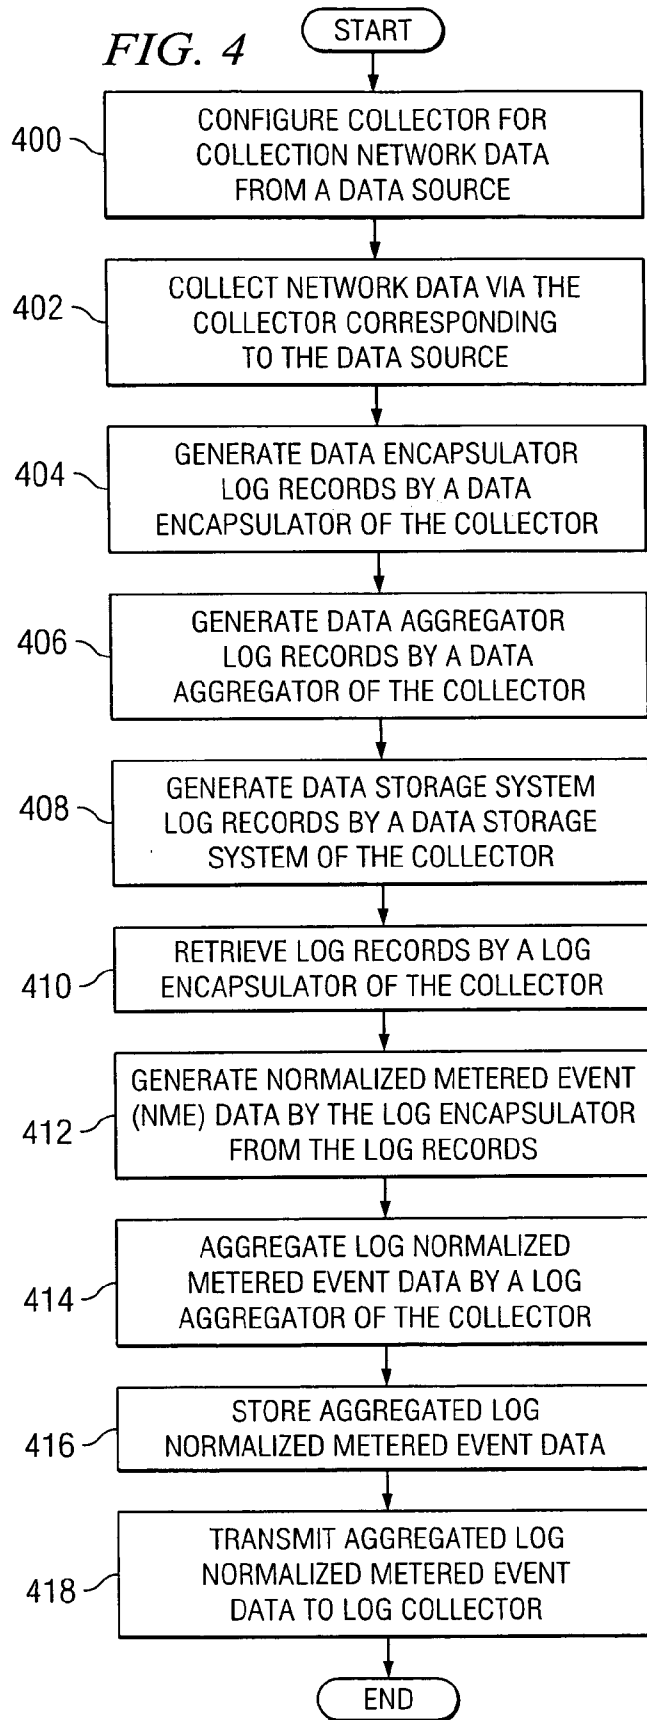 FIG. 4
START
400
CONFIGURE COLLECTOR FOR
COLLECTION NETWORK DATA
FROM A DATA SOURCE
402
COLLECT NETWORK DATA VIA THE
COLLECTOR CORRESPONDING
TO THE DATA SOURCE
404
GENERATE DATA ENCAPSULATOR
LOG RECORDS BY A DATA
ENCAPSULATOR OF THE COLLECTOR
406
GENERATE DATA AGGREGATOR
LOG RECORDS BY A DATA
AGGREGATOR OF THE COLLECTOR
408
GENERATE DATA STORAGE SYSTEM
LOG RECORDS BY A DATA STORAGE
SYSTEM OF THE COLLECTOR
410
RETRIEVE LOG RECORDS BY A LOG
ENCAPSULATOR OF THE COLLECTOR
412
GENERATE NORMALIZED METERED EVENT
(NME) DATA BY THE LOG ENCAPSULATOR
FROM THE LOG RECORDS
414
AGGREGATE LOG NORMALIZED
METERED EVENT DATA BY A LOG
AGGREGATOR OF THE COLLECTOR
416
STORE AGGREGATED LOG
NORMALIZED METERED EVENT DATA
418
TRANSMIT AGGREGATED LOG
NORMALIZED METERED EVENT
DATA TO LOG COLLECTOR
END